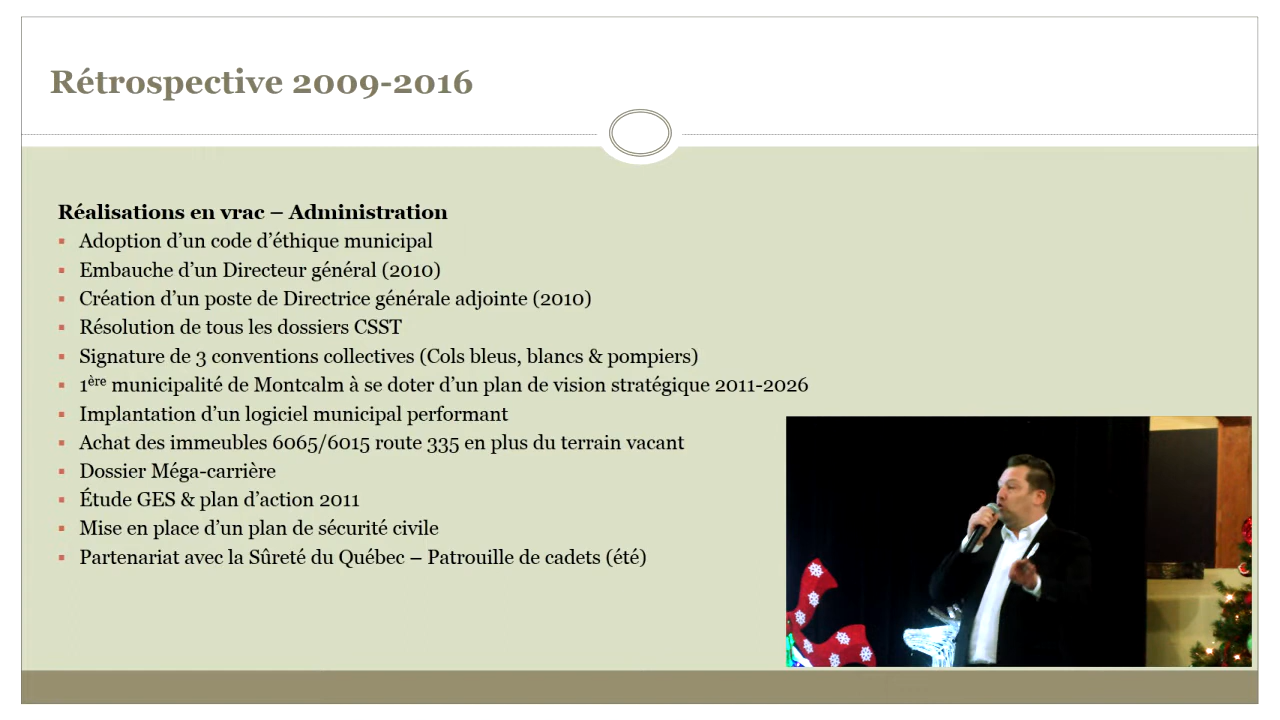 Rétrospective 2009-2016
Réalisations en vrac – Administration
▪ Adoption d’un code d’éthique municipal
▪ Embauche d’un Directeur général (2010)
▪ Création d’un poste de Directrice générale adjointe (2010)
▪ Résolution de tous les dossiers CSST
▪ Signature de 3 conventions collectives (Cols bleus, blancs & pompiers)
▪ 1ère municipalité de Montcalm à se doter d’un plan de vision stratégique 2011-2026
▪ Implantation d’un logiciel municipal performant
▪ Achat des immeubles 6065/6015 route 335 en plus du terrain vacant
▪ Dossier Méga-carrière
▪ Étude GES & plan d’action 2011
▪ Mise en place d’un plan de sécurité civile
▪ Partenariat avec la Sûreté du Québec – Patrouille de cadets (été)